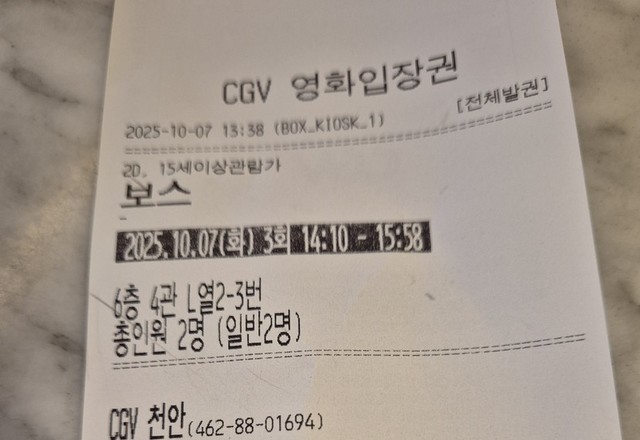 CGV 영화입장권
[전체발권]
2025-10-07 13:38 (BOX_KIOSK_1)
2D, 15세이상관람가
보스
2025.10.07(화) 3회 14:10 - 15:58
6층 4관 L열2-3번
총인원 2명 (일반2명)
CGV 천안(462-88-01694)